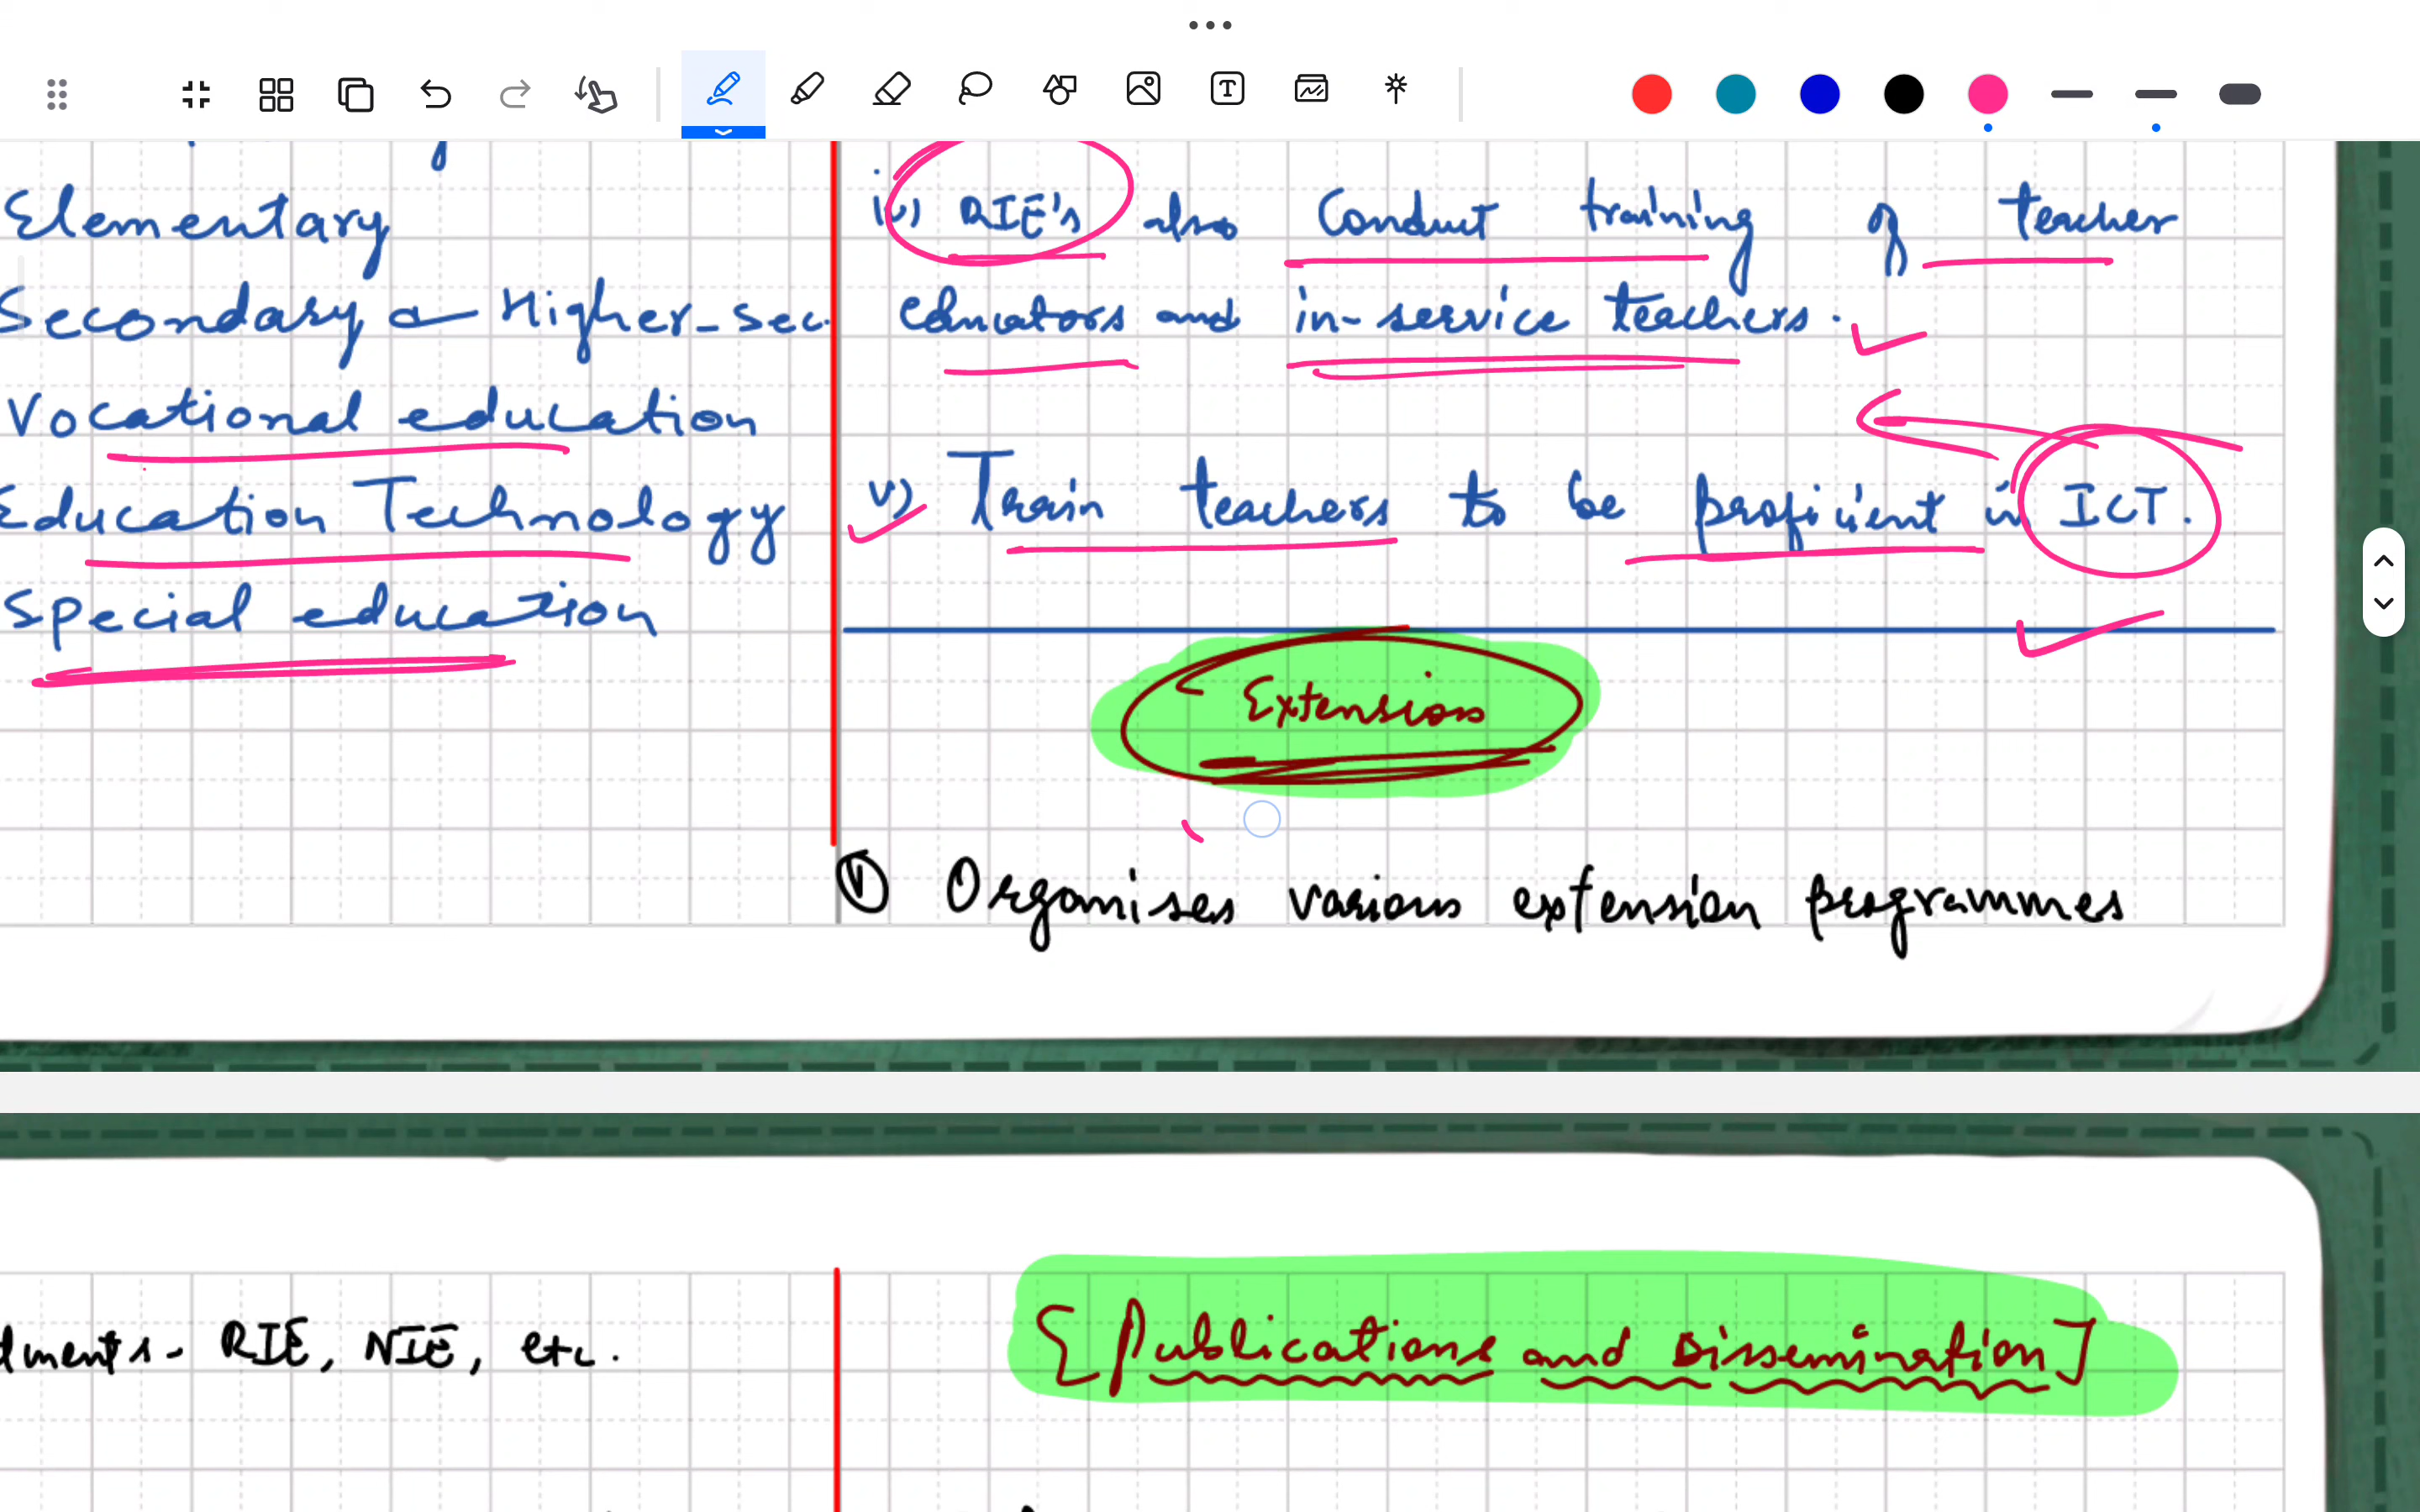 Elementary
Secondary & Higher-sec.
Vocational education
Education Technology
Special education
iv) RIE's also Conduct training of teacher
educators and in-service teachers.
v) Train teachers to be proficient in ICT.
Extension
① Organises various extension programmes
RIE, NIE, etc.
[Publications and Dissemination]